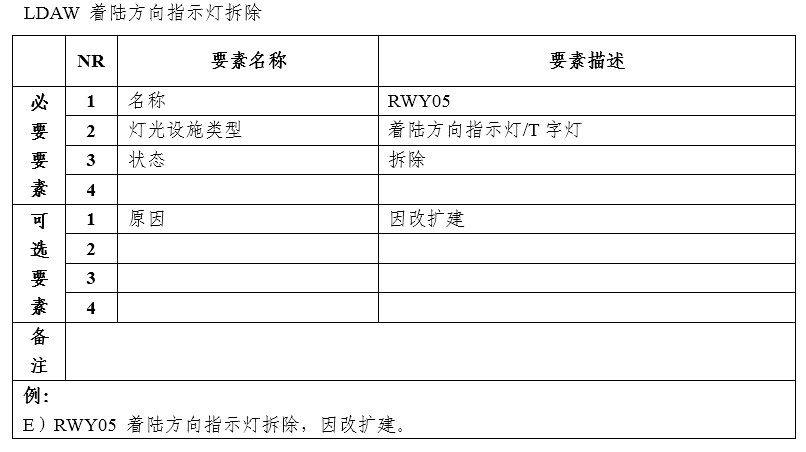 LDAW 着陆方向指示灯拆除
NR 要素名称 要素描述
必要要素
1 名称 RWY05
2 灯光设施类型 着陆方向指示灯/T 字灯
3 状态 拆除
4
可选要素
1 原因 因改扩建
2
3
4
备注
例：
E）RWY05 着陆方向指示灯拆除，因改扩建。